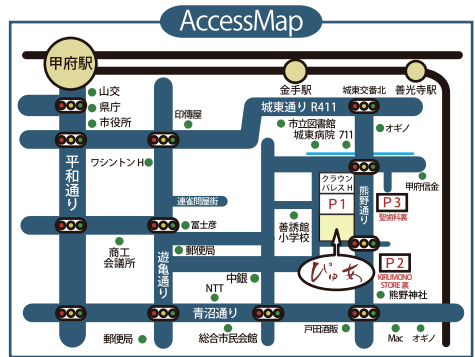 AccessMap
甲府駅
金手駅
善光寺駅
山交
県庁
市役所
印傳屋
城東交番北
城東通り R411
市立図書館
城東病院 711
オギノ
平和通り
ワシントンH
クラウン
パレスH
P1
熊野通り
甲府信金
P3
聖歯科裏
連雀問屋街
冨士彦
善誘館
小学校
商工
会議所
遊亀通り
郵便局
ぴゅあ
P2
KIRUMONO
STORE 裏
中銀
NTT
熊野神社
青沼通り
郵便局
総合市民会館
戸田酒販
Mac
オギノ